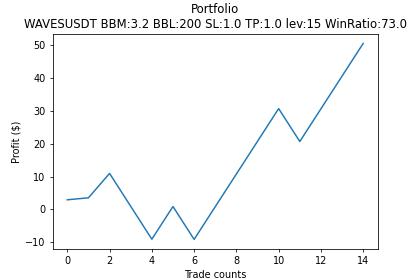 Portfolio
WAVESUSDT BBM:3.2 BBL:200 SL:1.0 TP:1.0 lev:15 WinRatio:73.0
50
40
30
20
10
0
−10
Profit ($)
0 2 4 6 8 10 12 14
Trade counts